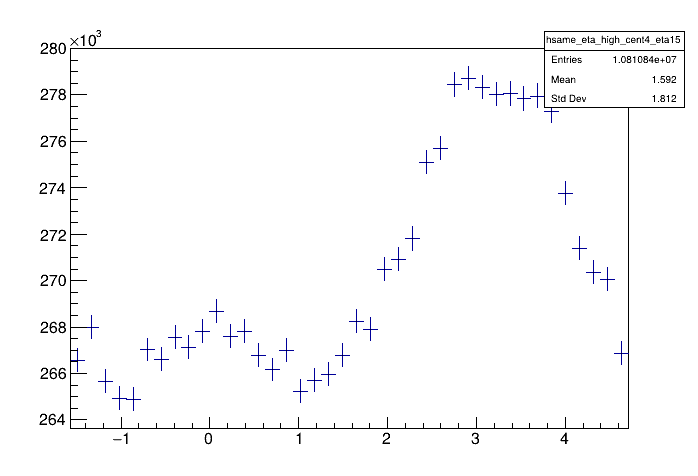 ×10³
hsame_eta_high_cent4_eta15
Entries 1.081084e+07
Mean 1.592
Std Dev 1.812
280
278
276
274
272
270
268
266
264
−1 0 1 2 3 4